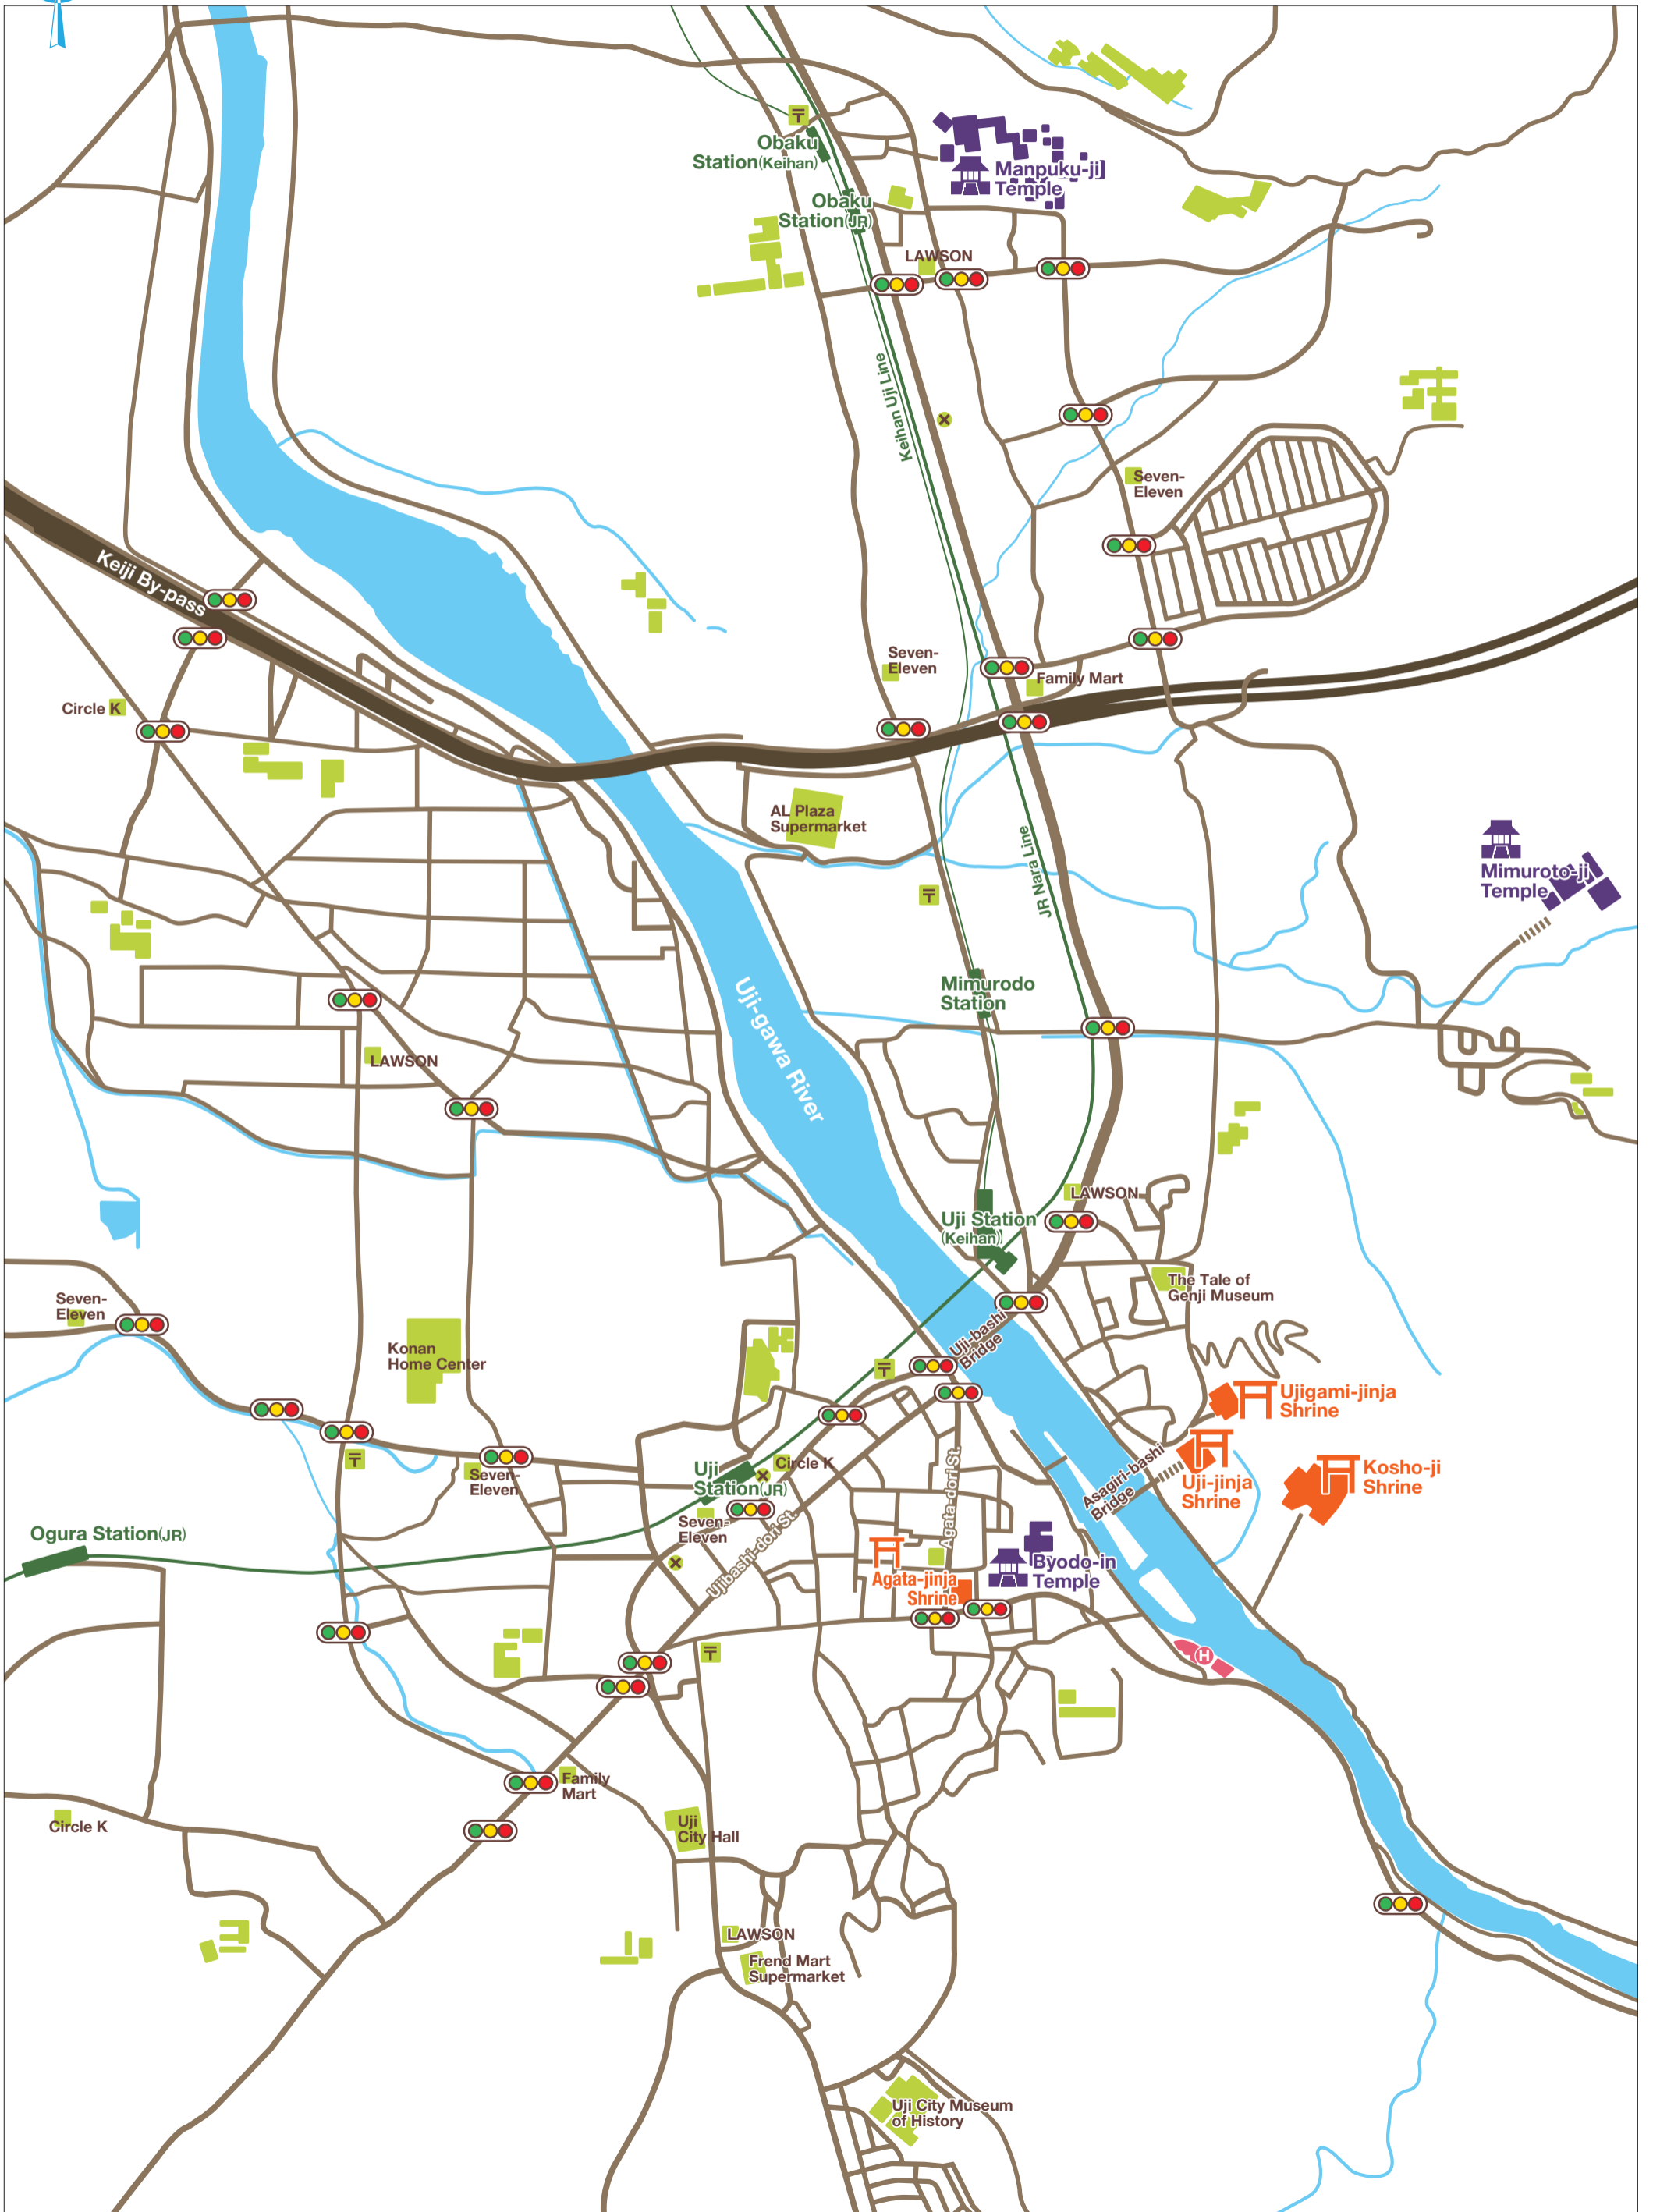 Obaku
Station(Keihan)
Manpuku-ji
Temple
Obaku
Station(JR)
LAWSON
Keihan Uji Line
Seven-
Eleven
Keiji By-pass
Seven-
Eleven
Family Mart
Circle K
AL Plaza
Supermarket
JR Nara Line
Mimuroto-ji
Temple
Mimurodo
Station
Uji-gawa River
LAWSON
LAWSON
Uji Station
(Keihan)
The Tale of
Genji Museum
Seven-
Eleven
Uji-bashi
Bridge
Konan
Home Center
Ujigami-jinja
Shrine
Asagiri-bashi
Bridge
Uji-jinja
Shrine
Kosho-ji
Shrine
Circle K
Uji
Station(JR)
Seven-
Eleven
Agata-dori St.
Seven-
Eleven
Ujibashi-dori St.
Ogura Station(JR)
Byodo-in
Temple
Agata-jinja
Shrine
H
Family
Mart
Circle K
Uji
City Hall
LAWSON
Frend Mart
Supermarket
Uji City Museum
of History